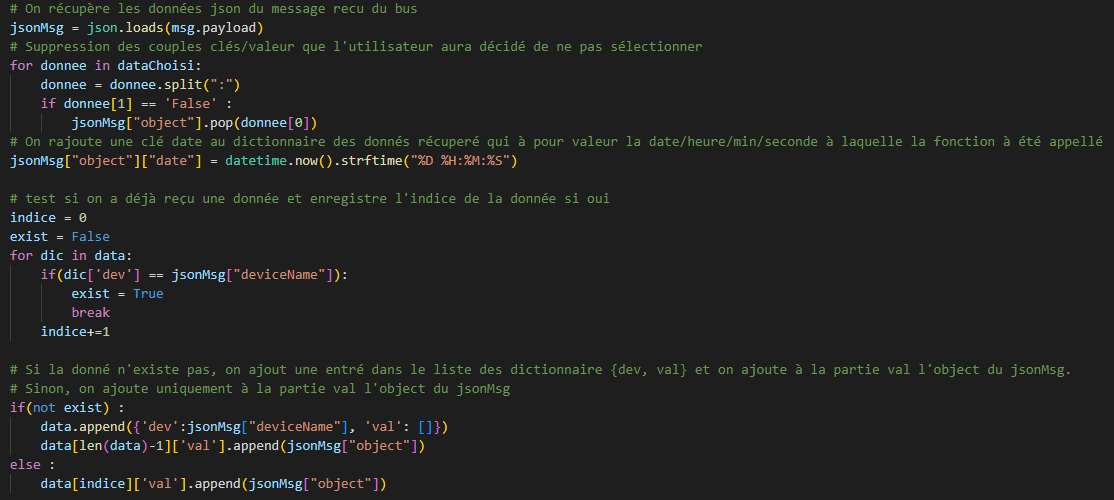 # On récupère les données json du message recu du bus
jsonMsg = json.loads(msg.payload)
# Suppression des couples clés/valeur que l'utilisateur aura décidé de ne pas sélectionner
for donnee in dataChoisi:
    donnee = donnee.split(":")
    if donnee[1] == 'False' :
        jsonMsg["object"].pop(donnee[0])
# On rajoute une clé date au dictionnaire des donnés récuperé qui à pour valeur la date/heure/min/seconde à laquelle la fonction à été appellé
jsonMsg["object"]["date"] = datetime.now().strftime("%D %H:%M:%S")

# test si on a déjà reçu une donnée et enregistre l'indice de la donnée si oui
indice = 0
exist = False
for dic in data:
    if(dic['dev'] == jsonMsg["deviceName"]):
        exist = True
        break
    indice+=1

# Si la donné n'existe pas, on ajout une entré dans le liste des dictionnaire {dev, val} et on ajoute à la partie val l'object du jsonMsg.
# Sinon, on ajoute uniquement à la partie val l'object du jsonMsg
if(not exist) :
    data.append({'dev':jsonMsg["deviceName"], 'val': []})
    data[len(data)-1]['val'].append(jsonMsg["object"])
else :
    data[indice]['val'].append(jsonMsg["object"])